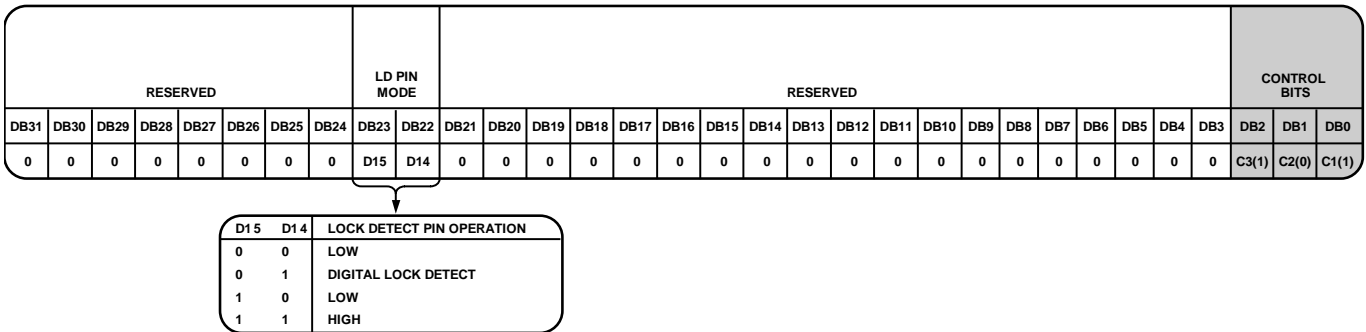 RESERVED LD PIN MODE RESERVED CONTROL BITS
DB31 DB30 DB29 DB28 DB27 DB26 DB25 DB24 DB23 DB22 DB21 DB20 DB19 DB18 DB17 DB16 DB15 DB14 DB13 DB12 DB11 DB10 DB9 DB8 DB7 DB6 DB5 DB4 DB3 DB2 DB1 DB0
0 0 0 0 0 0 0 0 D15 D14 0 0 0 0 0 0 0 0 0 0 0 0 0 0 0 0 0 0 0 C3(1) C2(0) C1(1)
D15 D14 LOCK DETECT PIN OPERATION
0 0 LOW
0 1 DIGITAL LOCK DETECT
1 0 LOW
1 1 HIGH